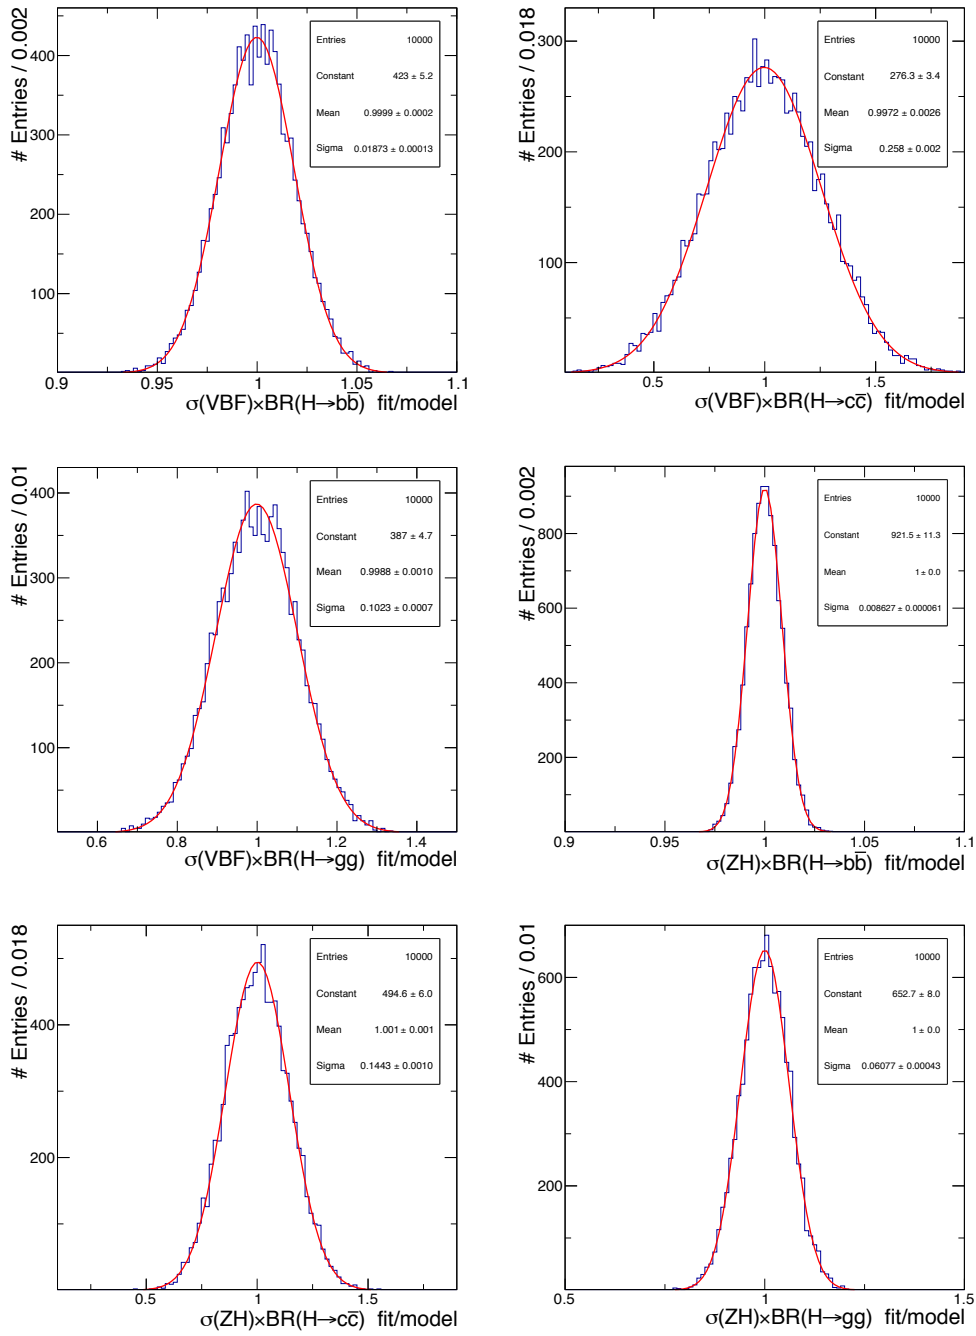 # Entries / 0.002
400
300
200
100
Entries 10000
Constant 423 ± 5.2
Mean 0.9999 ± 0.0002
Sigma 0.01873 ± 0.00013
0.9 0.95 1 1.05 1.1
σ(VBF)×BR(H→bb̅) fit/model
# Entries / 0.018
300
200
100
Entries 10000
Constant 276.3 ± 3.4
Mean 0.9972 ± 0.0026
Sigma 0.258 ± 0.002
0.5 1 1.5
σ(VBF)×BR(H→cc̅) fit/model
# Entries / 0.01
400
300
200
100
Entries 10000
Constant 387 ± 4.7
Mean 0.9988 ± 0.0010
Sigma 0.1023 ± 0.0007
0.6 0.8 1 1.2 1.4
σ(VBF)×BR(H→gg) fit/model
# Entries / 0.002
800
600
400
200
Entries 10000
Constant 921.5 ± 11.3
Mean 1 ± 0.0
Sigma 0.008627 ± 0.000061
0.9 0.95 1 1.05 1.1
σ(ZH)×BR(H→bb̅) fit/model
# Entries / 0.018
400
200
Entries 10000
Constant 494.6 ± 6.0
Mean 1.001 ± 0.001
Sigma 0.1443 ± 0.0010
0.5 1 1.5
σ(ZH)×BR(H→cc̅) fit/model
# Entries / 0.01
600
400
200
Entries 10000
Constant 652.7 ± 8.0
Mean 1 ± 0.0
Sigma 0.06077 ± 0.00043
0.5 1 1.5
σ(ZH)×BR(H→gg) fit/model